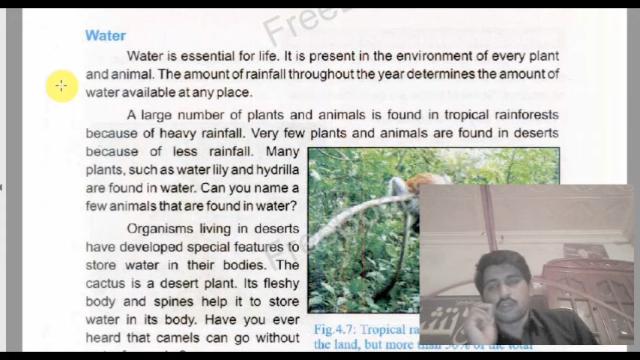 Water
Water is essential for life. It is present in the environment of every plant
and animal. The amount of rainfall throughout the year determines the amount of
water available at any place.
A large number of plants and animals is found in tropical rainforests
because of heavy rainfall. Very few plants and animals are found in deserts
because of less rainfall. Many
plants, such as water lily and hydrilla
are found in water. Can you name a
few animals that are found in water?
Organisms living in deserts
have developed special features to
store water in their bodies. The
cactus is a desert plant. Its fleshy
body and spines help it to store
water in its body. Have you ever
heard that camels can go without
Fig.4.7: Tropical
the land, but more than 50% of the total